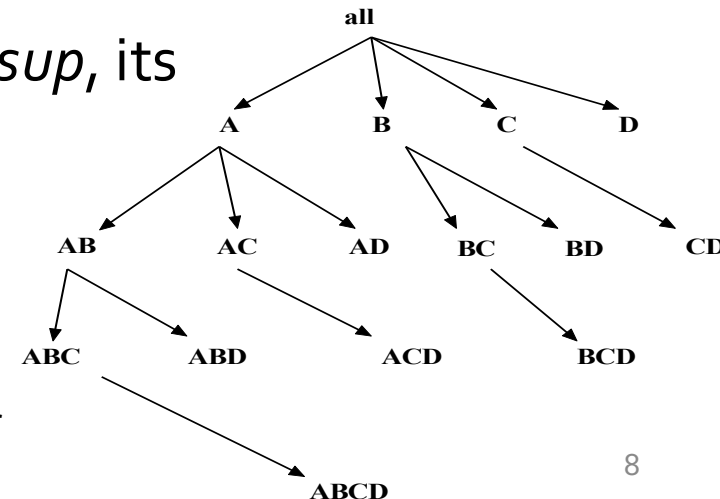 all
sup, its
A B C D
AB AC AD BC BD CD
ABC ABD ACD BCD
8
ABCD